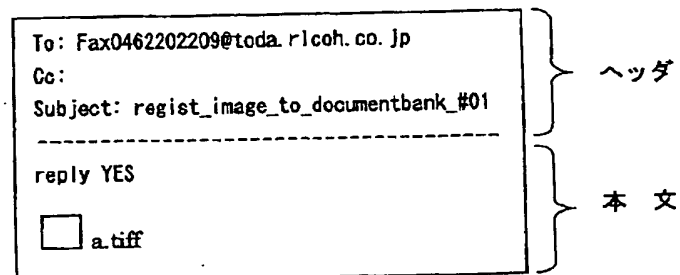 To: Fax0462202209@toda.rlcoh.co.jp
Cc:
Subject: regist_image_to_documentbank_#01
ヘッダ
reply YES
a.tiff
本文